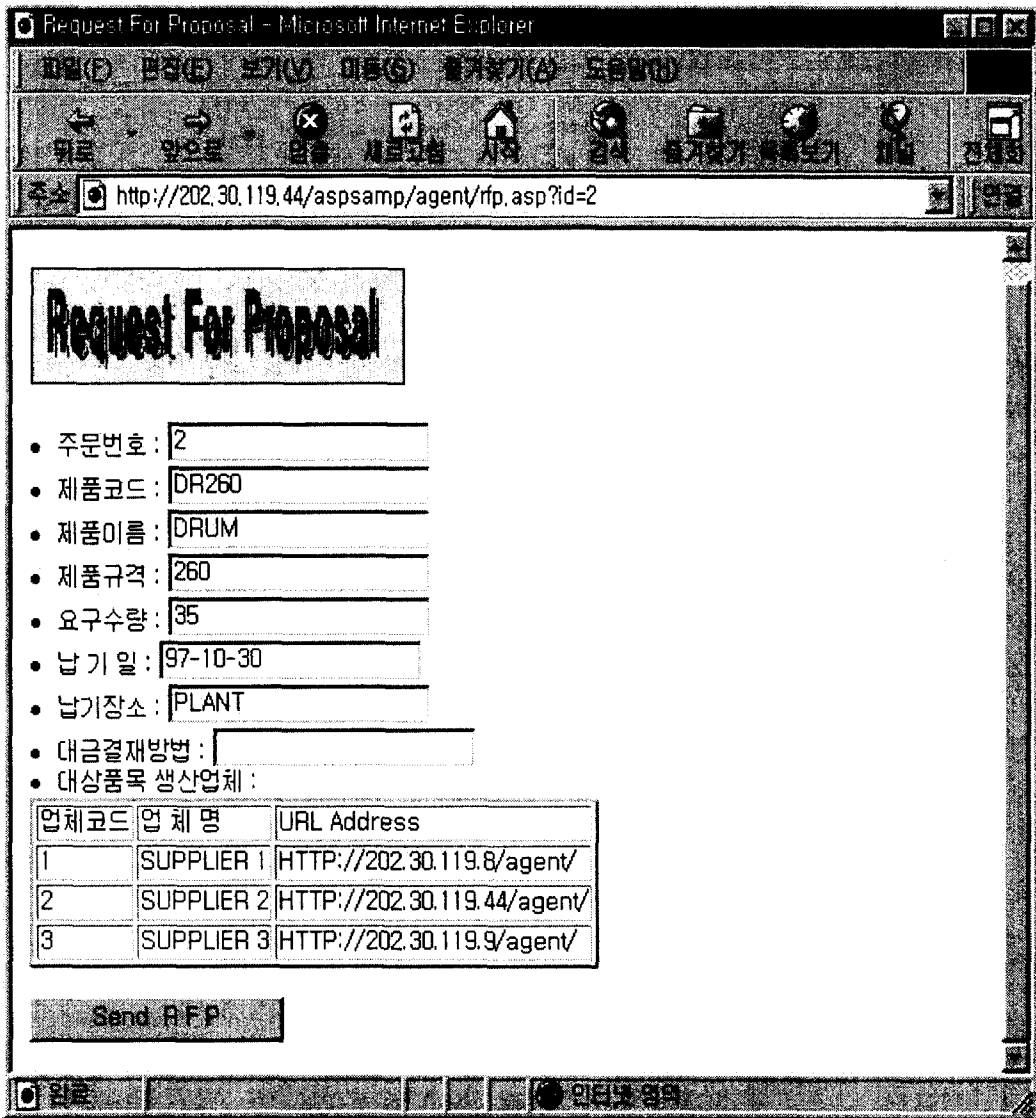 Request For Proposal - Microsoft Internet Explorer
파일(F) 편집(E) 보기(V) 이동(G) 즐겨찾기(A) 도움말(H)
뒤로 앞으로 멈춤 새로고침 시작 검색 즐겨찾기 목록보기 채널 전체화
주소 http://202.30.119.44/aspsamp/agent/rfp.asp?id=2 연결
Request For Proposal
• 주문번호 : 2
• 제품코드 : DR260
• 제품이름 : DRUM
• 제품규격 : 260
• 요구수량 : 35
• 납 기 일 : 97-10-30
• 납기장소 : PLANT
• 대금결재방법 :
• 대상품목 생산업체 :
업체코드 업 체 명 URL Address
1 SUPPLIER 1 HTTP://202.30.119.8/agent/
2 SUPPLIER 2 HTTP://202.30.119.44/agent/
3 SUPPLIER 3 HTTP://202.30.119.9/agent/
Send R F P
완료 인터넷 영역